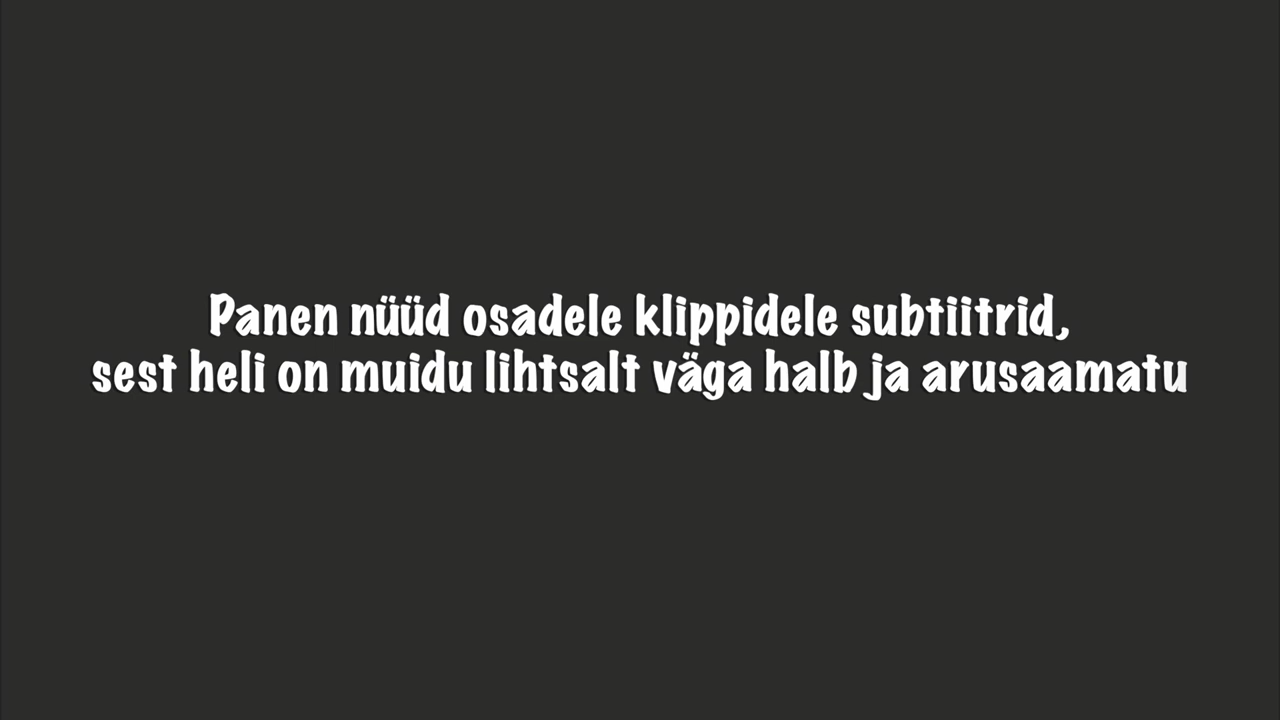 Panen nüüd osadele klippidele subtiitrid,
sest heli on muidu lihtsalt väga halb ja arusaamatu